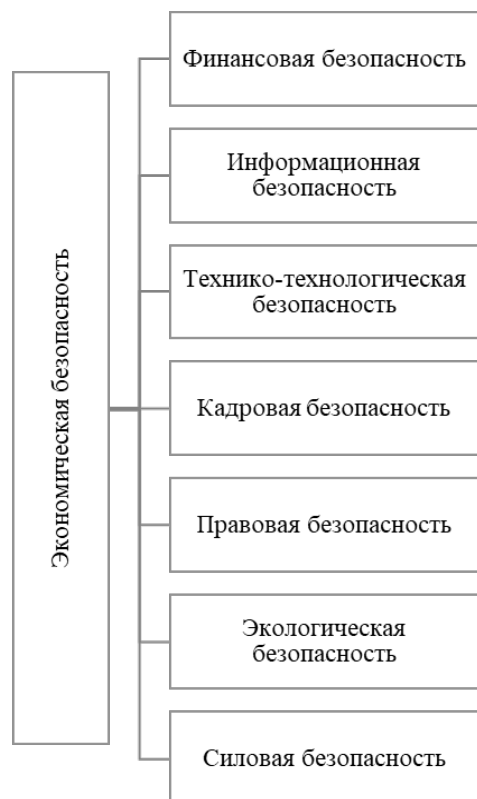 Экономическая безопасность
Финансовая безопасность
Информационная
безопасность
Технико-технологическая
безопасность
Кадровая безопасность
Правовая безопасность
Экологическая
безопасность
Силовая безопасность